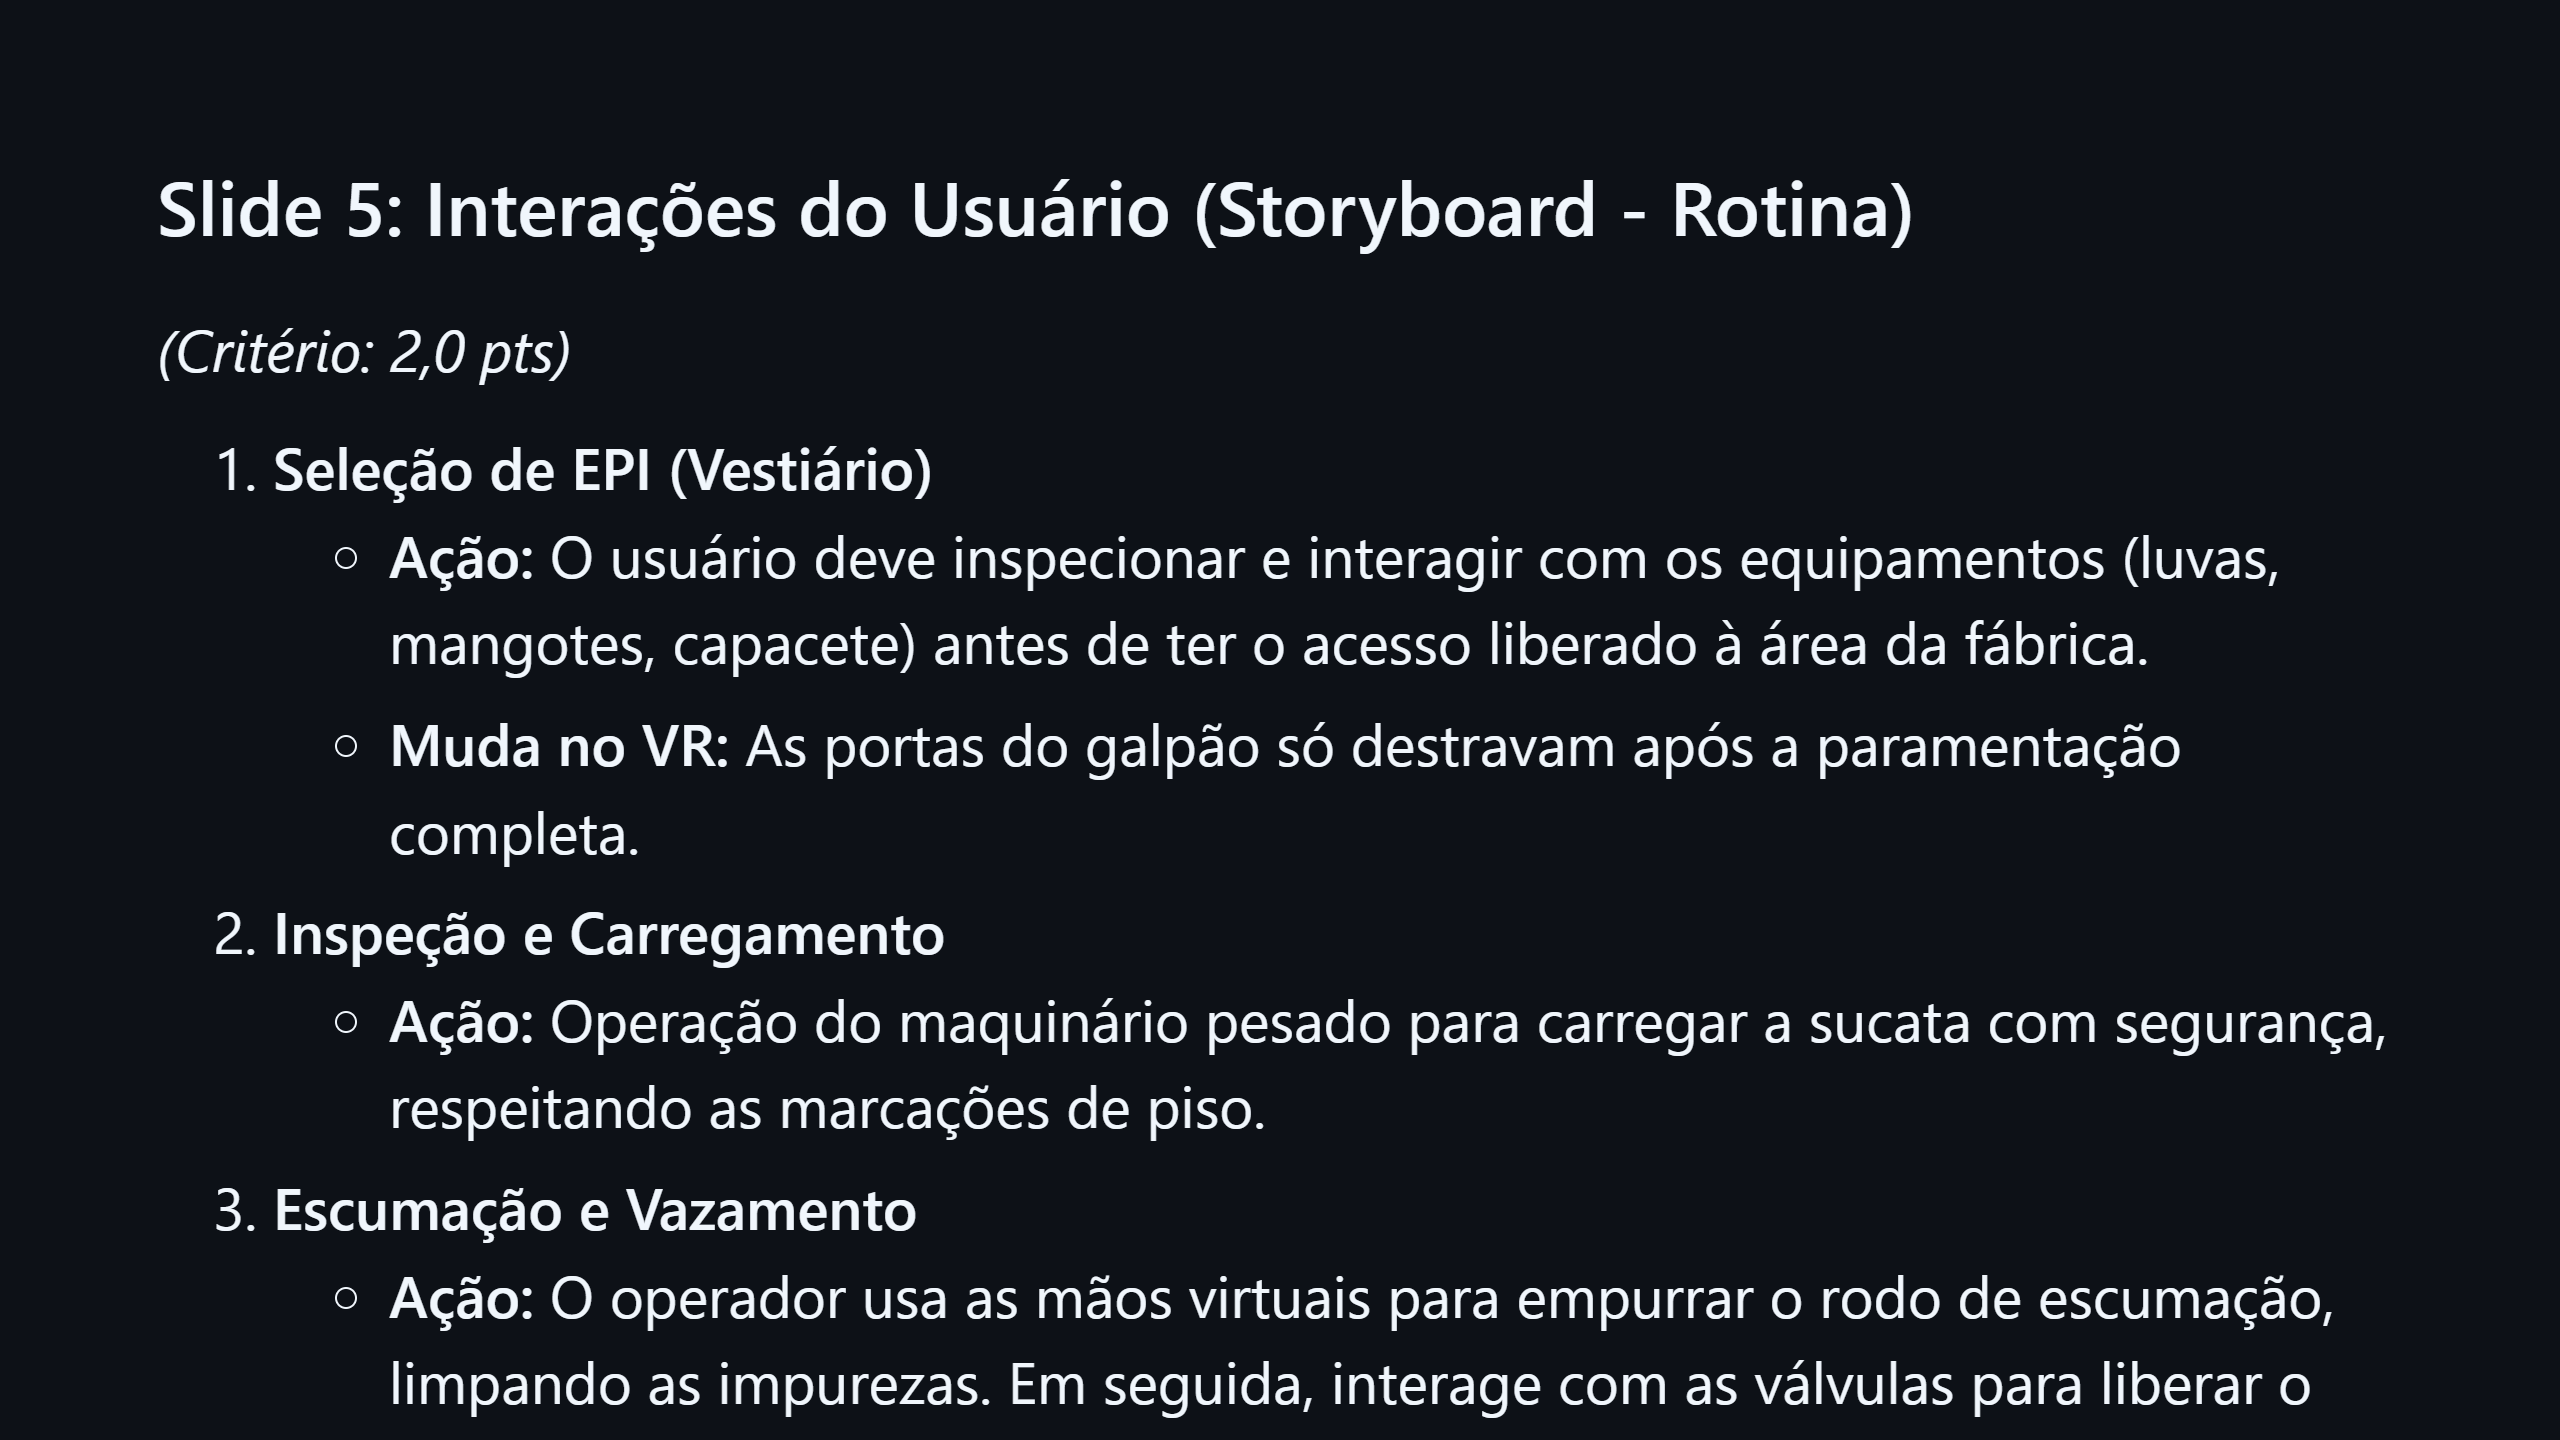 Slide 5: Interações do Usuário (Storyboard - Rotina)
(Critério: 2,0 pts)
1. Seleção de EPI (Vestiário)
○ Ação: O usuário deve inspecionar e interagir com os equipamentos (luvas,
mangotes, capacete) antes de ter o acesso liberado à área da fábrica.
○ Muda no VR: As portas do galpão só destravam após a paramentação
completa.
2. Inspeção e Carregamento
○ Ação: Operação do maquinário pesado para carregar a sucata com segurança,
respeitando as marcações de piso.
3. Escumação e Vazamento
○ Ação: O operador usa as mãos virtuais para empurrar o rodo de escumação,
limpando as impurezas. Em seguida, interage com as válvulas para liberar o